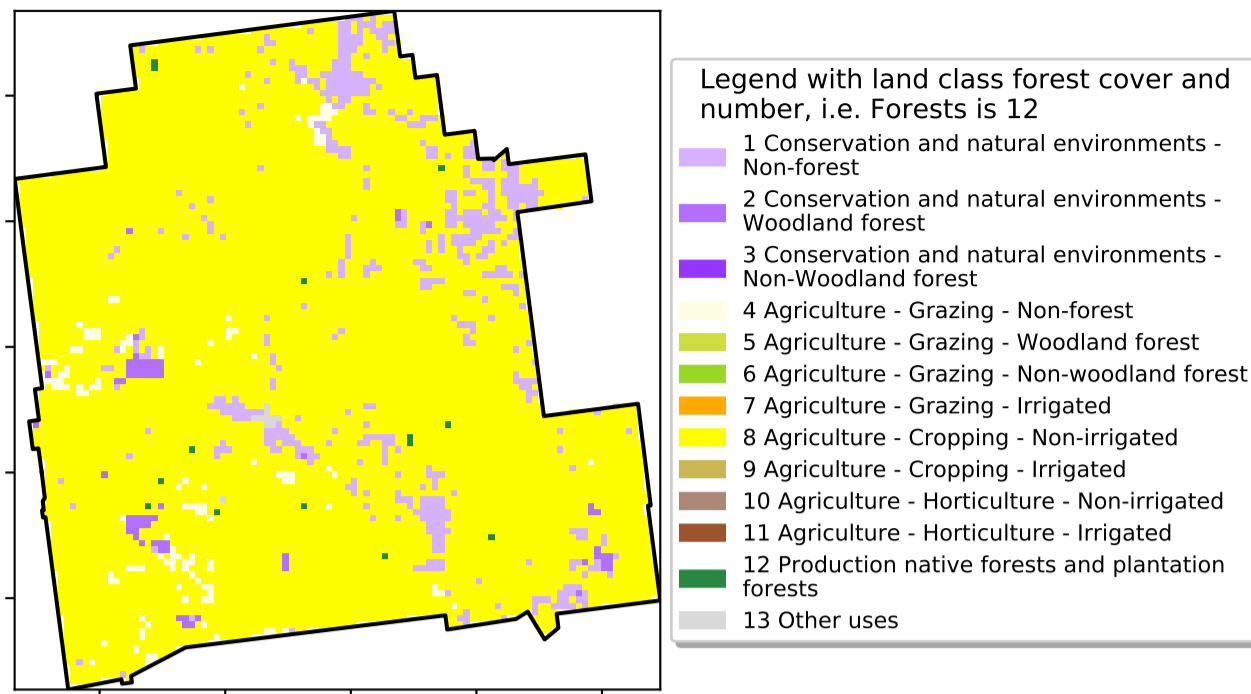 Legend with land class forest cover and
number, i.e. Forests is 12
1 Conservation and natural environments -
Non-forest
2 Conservation and natural environments -
Woodland forest
3 Conservation and natural environments -
Non-Woodland forest
4 Agriculture - Grazing - Non-forest
5 Agriculture - Grazing - Woodland forest
6 Agriculture - Grazing - Non-woodland forest
7 Agriculture - Grazing - Irrigated
8 Agriculture - Cropping - Non-irrigated
9 Agriculture - Cropping - Irrigated
10 Agriculture - Horticulture - Non-irrigated
11 Agriculture - Horticulture - Irrigated
12 Production native forests and plantation
forests
13 Other uses